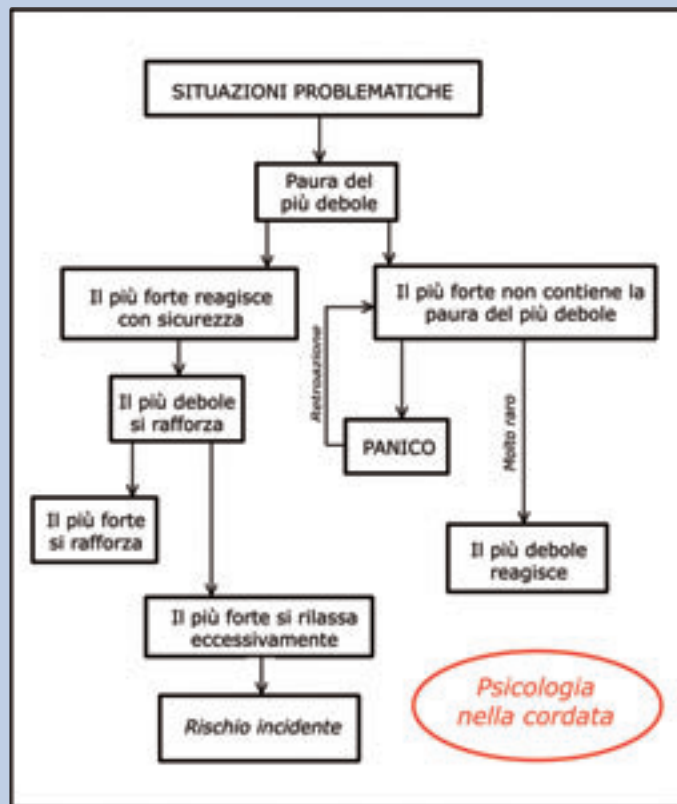 SITUAZIONI PROBLEMATICHE
Paura del
più debole
Il più forte reagisce
con sicurezza
Il più forte non contiene la
paura del più debole
Retroazione
Il più debole
si rafforza
PANICO
Molto raro
Il più forte
si rafforza
Il più debole
reagisce
Il più forte si rilassa
eccessivamente
Rischio incidente
Psicologia
nella cordata